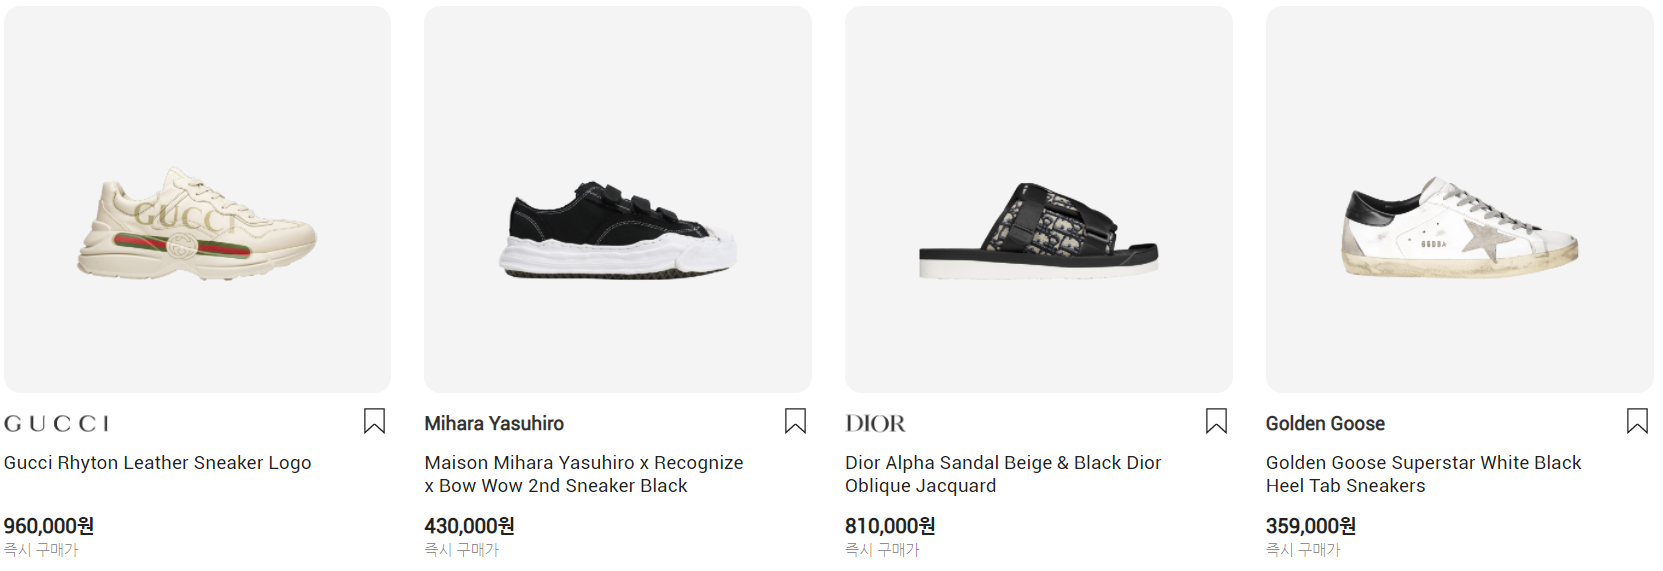 GUCCI
GGDB/
GUCCI
Gucci Rhyton Leather Sneaker Logo
960,000원
즉시 구매가
Mihara Yasuhiro
Maison Mihara Yasuhiro x Recognize
x Bow Wow 2nd Sneaker Black
430,000원
즉시 구매가
DIOR
Dior Alpha Sandal Beige & Black Dior
Oblique Jacquard
810,000원
즉시 구매가
Golden Goose
Golden Goose Superstar White Black
Heel Tab Sneakers
359,000원
즉시 구매가